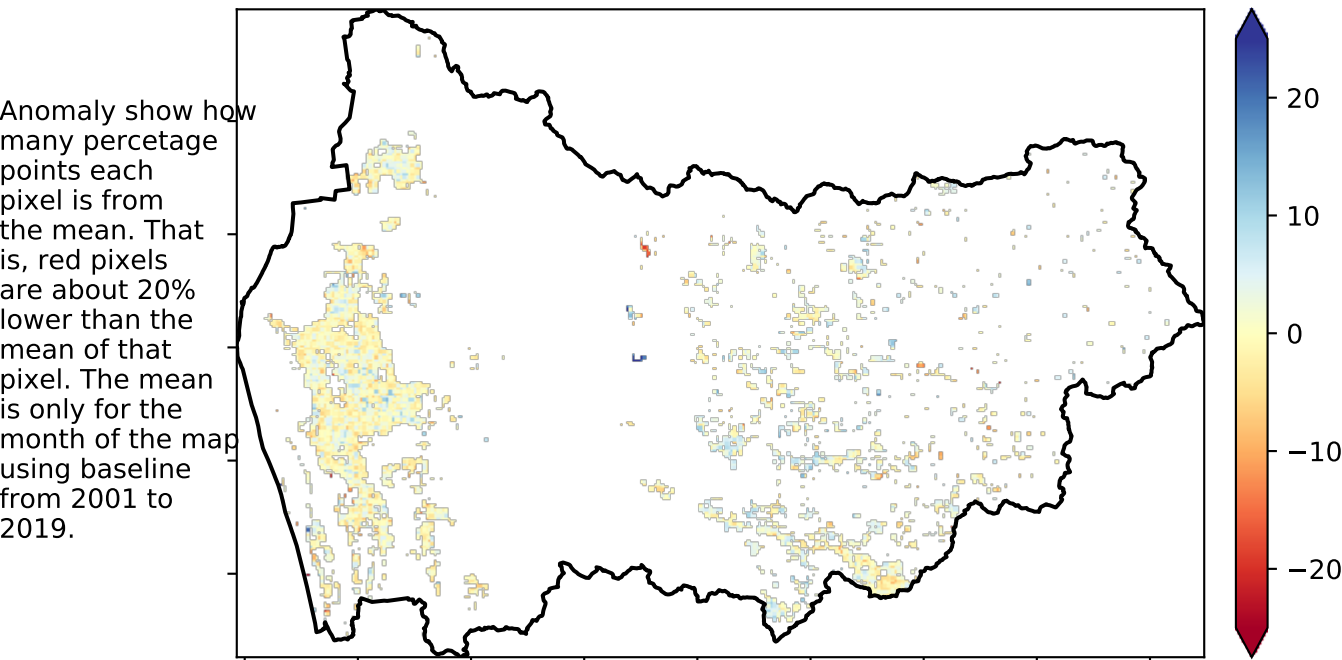 Anomaly show how
many percetage
points each
pixel is from
the mean. That
is, red pixels
are about 20%
lower than the
mean of that
pixel. The mean
is only for the
month of the map
using baseline
from 2001 to
2019.
20
10
0
−10
−20